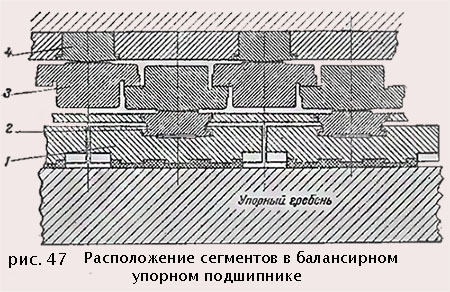 4
3
2
1
Упорный гребень
рис. 47 Расположение сегментов в балансирном
упорном подшипнике